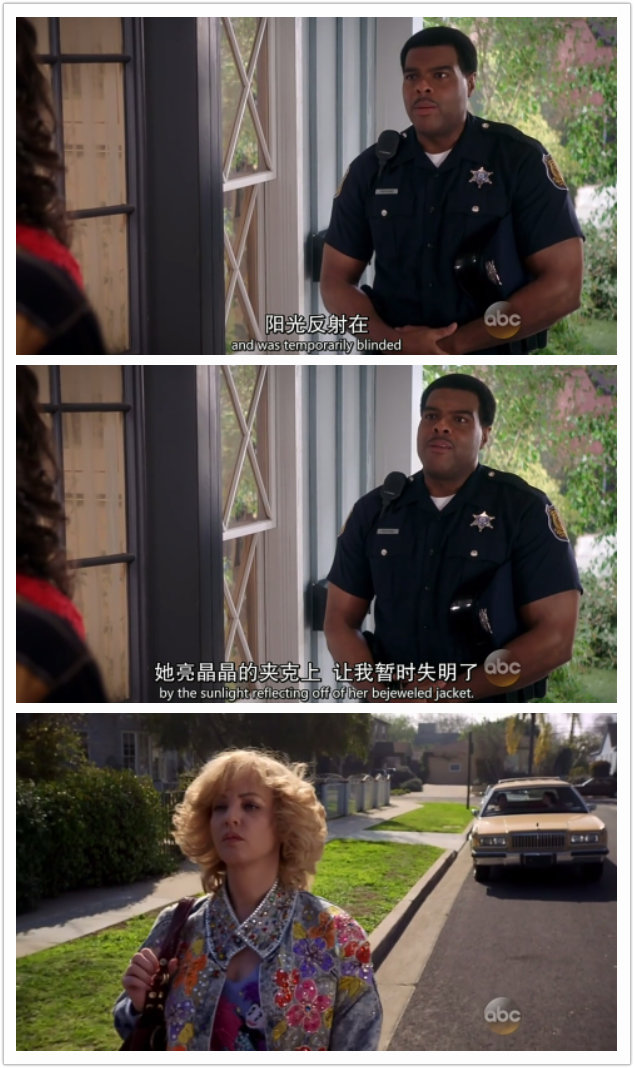 阳光反射在
and was temporarily blinded
abc
她亮晶晶的夹克上 让我暂时失明了
by the sunlight reflecting off of her bejeweled jacket.
abc
abc